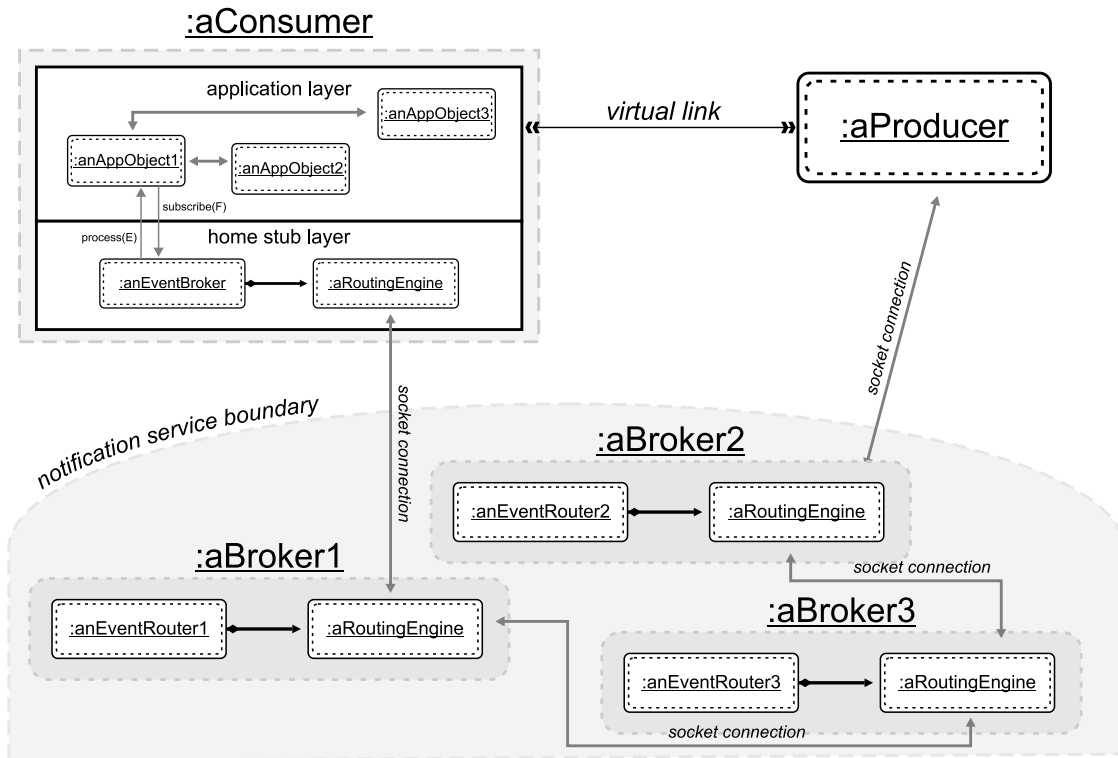 :aConsumer
application layer
:anAppObject3
:anAppObject1
:anAppObject2
subscribe(F)
process(E)
home stub layer
:anEventBroker
:aRoutingEngine
virtual link
:aProducer
socket connection
socket connection
notification service boundary
:aBroker2
:anEventRouter2
:aRoutingEngine
:aBroker1
socket connection
:anEventRouter1
:aRoutingEngine
:aBroker3
:anEventRouter3
:aRoutingEngine
socket connection